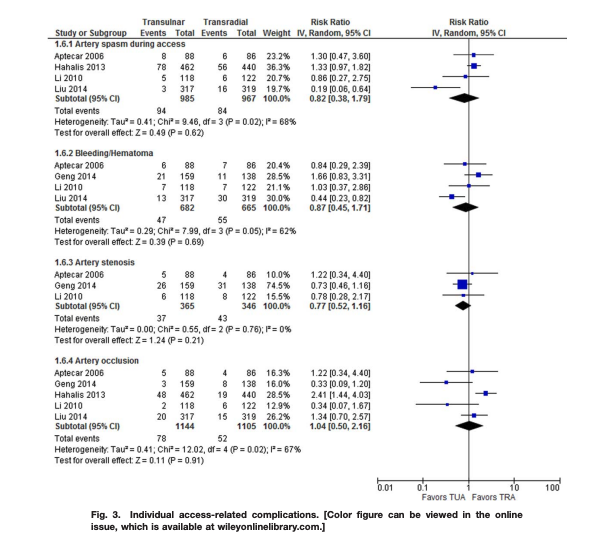 Transulnar Transradial Risk Ratio Risk Ratio
Study or Subgroup Events Total Events Total Weight IV, Random, 95% CI IV, Random, 95% CI
1.6.1 Artery spasm during access
Aptecar 2006 8 88 6 86 23.2% 1.30 [0.47, 3.60]
Hahalis 2013 78 462 56 440 36.3% 1.33 [0.97, 1.82]
Li 2010 5 118 6 122 20.8% 0.86 [0.27, 2.75]
Liu 2014 3 317 16 319 19.7% 0.19 [0.06, 0.64]
Subtotal (95% CI) 985 967 100.0% 0.82 [0.38, 1.79]
Total events 94 84
Heterogeneity: Tau² = 0.41; Chi² = 9.46, df = 3 (P = 0.02); I² = 68%
Test for overall effect: Z = 0.49 (P = 0.62)
1.6.2 Bleeding/Hematoma
Aptecar 2006 6 88 7 86 20.4% 0.84 [0.29, 2.39]
Geng 2014 21 159 11 138 28.5% 1.66 [0.83, 3.31]
Li 2010 7 118 7 122 21.1% 1.03 [0.37, 2.86]
Liu 2014 13 317 30 319 30.0% 0.44 [0.23, 0.82]
Subtotal (95% CI) 682 665 100.0% 0.87 [0.45, 1.71]
Total events 47 55
Heterogeneity: Tau² = 0.29; Chi² = 7.99, df = 3 (P = 0.05); I² = 62%
Test for overall effect: Z = 0.39 (P = 0.69)
1.6.3 Artery stenosis
Aptecar 2006 5 88 4 86 10.0% 1.22 [0.34, 4.40]
Geng 2014 26 159 31 138 74.5% 0.73 [0.46, 1.16]
Li 2010 6 118 8 122 15.5% 0.78 [0.28, 2.17]
Subtotal (95% CI) 365 346 100.0% 0.77 [0.52, 1.16]
Total events 37 43
Heterogeneity: Tau² = 0.00; Chi² = 0.55, df = 2 (P = 0.76); I² = 0%
Test for overall effect: Z = 1.24 (P = 0.21)
1.6.4 Artery occlusion
Aptecar 2006 5 88 4 86 16.3% 1.22 [0.34, 4.40]
Geng 2014 3 159 8 138 16.0% 0.33 [0.09, 1.20]
Hahalis 2013 48 462 19 440 28.5% 2.41 [1.44, 4.03]
Li 2010 2 118 6 122 12.9% 0.34 [0.07, 1.67]
Liu 2014 20 317 15 319 26.3% 1.34 [0.70, 2.57]
Subtotal (95% CI) 1144 1105 100.0% 1.04 [0.50, 2.16]
Total events 78 52
Heterogeneity: Tau² = 0.41; Chi² = 12.02, df = 4 (P = 0.02); I² = 67%
Test for overall effect: Z = 0.11 (P = 0.91)
0.01 0.1 1 10 100
Favors TUA Favors TRA
Fig. 3. Individual access-related complications. [Color figure can be viewed in the online
issue, which is available at wileyonlinelibrary.com.]